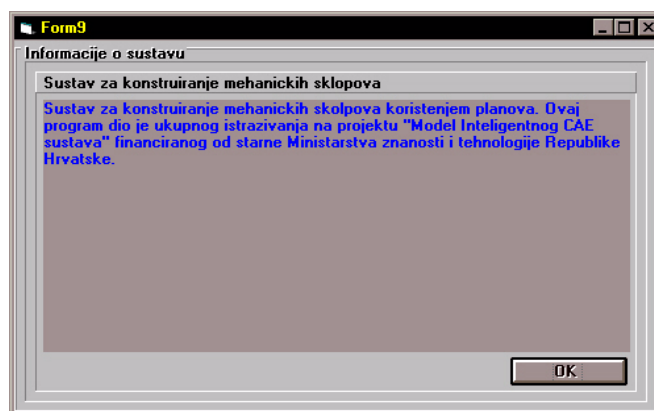 Form9
Informacije o sustavu
Sustav za konstruiranje mehanickih sklopova
Sustav za konstruiranje mehanickih skolpova koristenjem planova. Ovaj
program dio je ukupnog istrazivanja na projektu "Model Inteligentnog CAE
sustava" financiranog od starne Ministarstva znanosti i tehnologije Republike
Hrvatske.
OK